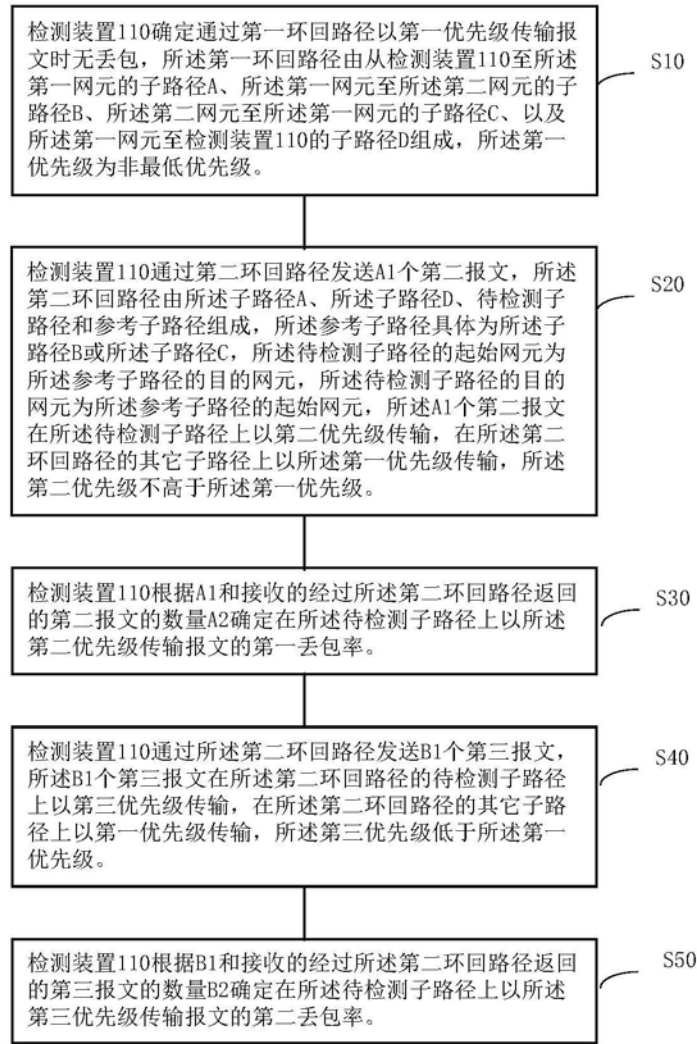 检测装置110确定通过第一环回路径以第一优先级传输报
文时无丢包，所述第一环回路径由从检测装置110至所述
第一网元的子路径A、所述第一网元至所述第二网元的子
路径B、所述第二网元至所述第一网元的子路径C、以及
所述第一网元至检测装置110的子路径D组成，所述第一
优先级为非最低优先级。
S10
检测装置110通过第二环回路径发送A1个第二报文，所述
第二环回路径由所述子路径A、所述子路径D、待检测子
路径和参考子路径组成，所述参考子路径具体为所述子
路径B或所述子路径C，所述待检测子路径的起始网元为
所述参考子路径的目的网元，所述待检测子路径的目的
网元为所述参考子路径的起始网元，所述A1个第二报文
在所述待检测子路径上以第二优先级传输，在所述第二
环回路径的其它子路径上以所述第一优先级传输，所述
第二优先级不高于所述第一优先级。
S20
检测装置110根据A1和接收的经过所述第二环回路径返回
的第二报文的数量A2确定在所述待检测子路径上以所述
第二优先级传输报文的第一丢包率。
S30
检测装置110通过所述第二环回路径发送B1个第三报文，
所述B1个第三报文在所述第二环回路径的待检测子路径
上以第三优先级传输，在所述第二环回路径的其它子路
径上以第一优先级传输，所述第三优先级低于所述第一
优先级。
S40
检测装置110根据B1和接收的经过所述第二环回路径返回
的第三报文的数量B2确定在所述待检测子路径上以所述
第三优先级传输报文的第二丢包率。
S50